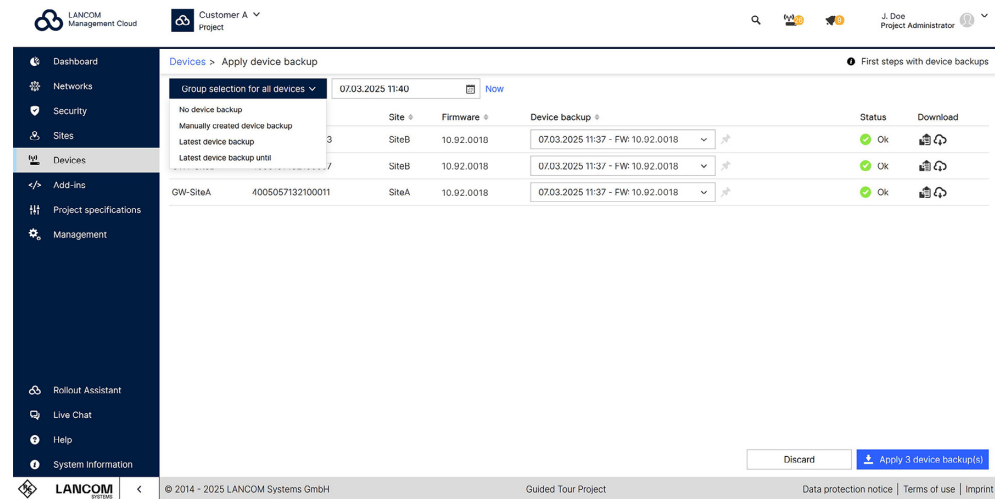 LANCOM
Management Cloud
Customer A
Project
J. Doe
Project Administrator
Dashboard
Networks
Security
Sites
Devices
Add-ins
Project specifications
Management
Rollout Assistant
Live Chat
Help
System Information
LANCOM
SYSTEMS
Devices > Apply device backup
First steps with device backups
Group selection for all devices
07.03.2025 11:40
Now
No device backup
Manually created device backup
Latest device backup
Latest device backup until
Site Firmware Device backup Status Download
3 SiteB 10.92.0018 07.03.2025 11:37 - FW: 10.92.0018 Ok
7 SiteB 10.92.0018 07.03.2025 11:37 - FW: 10.92.0018 Ok
GW-SiteA 4005057132100011 SiteA 10.92.0018 07.03.2025 11:37 - FW: 10.92.0018 Ok
Discard
Apply 3 device backup(s)
© 2014 - 2025 LANCOM Systems GmbH
Guided Tour Project
Data protection notice | Terms of use | Imprint